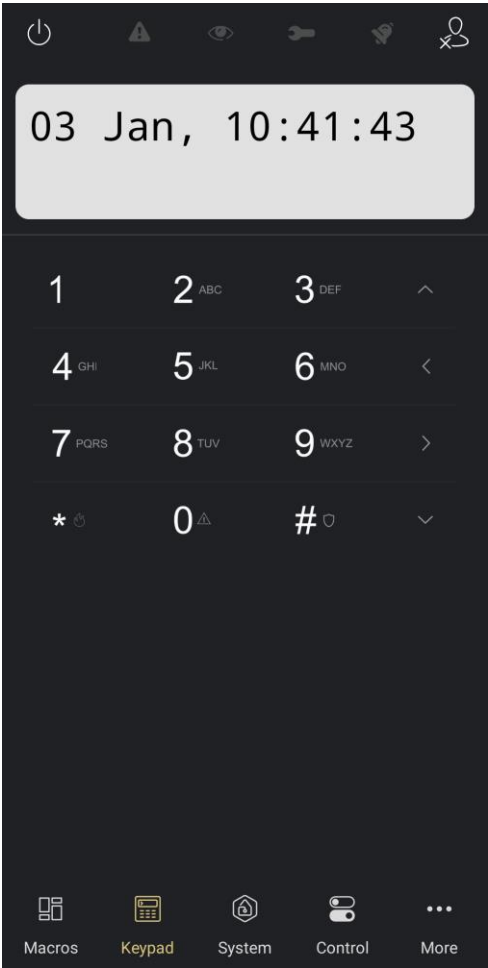 03 Jan, 10:41:43
1 2 ABC 3 DEF
4 GHI 5 JKL 6 MNO
7 PQRS 8 TUV 9 WXYZ
* 0 #
Macros Keypad System Control More